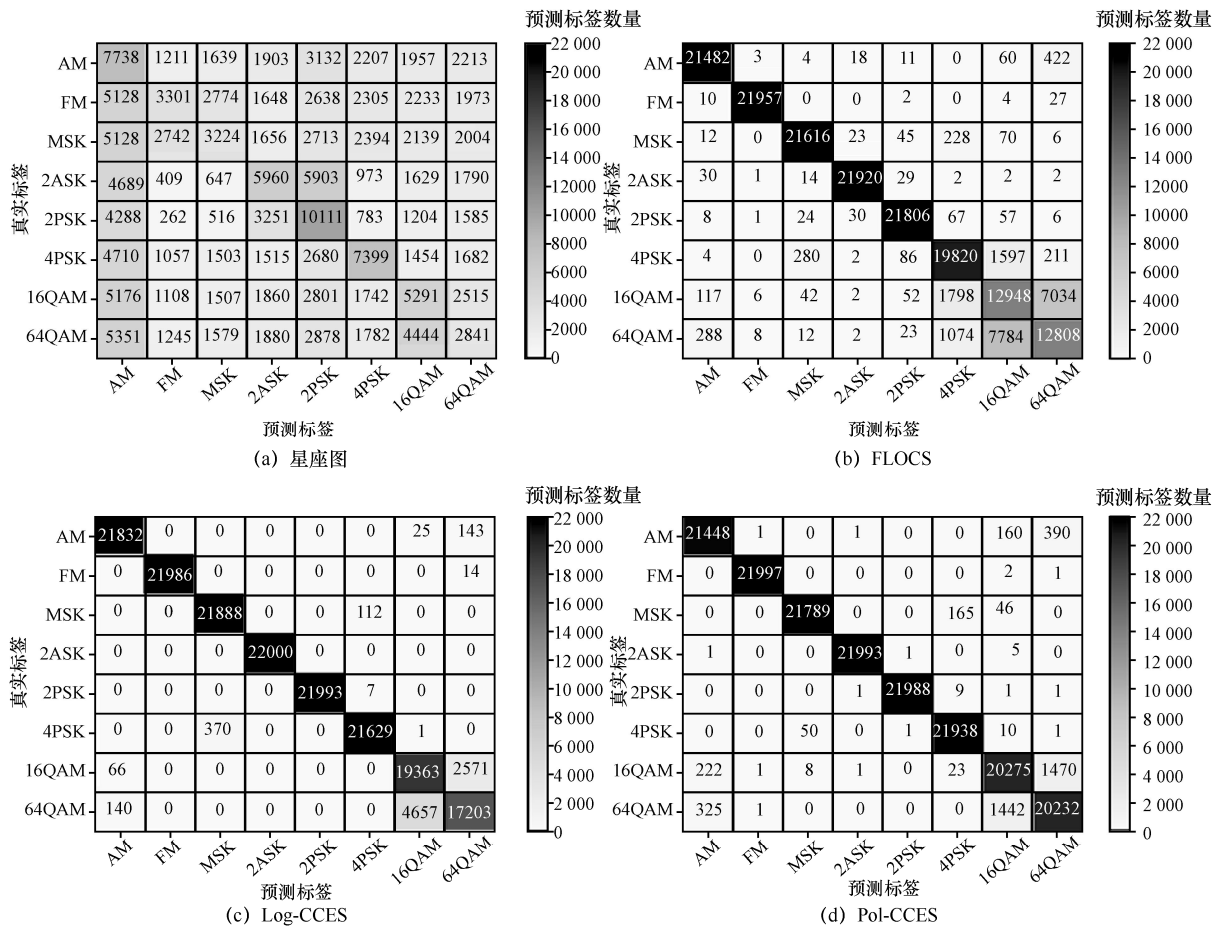 预测标签数量
AM 7738 1211 1639 1903 3132 2207 1957 2213
FM 5128 3301 2774 1648 2638 2305 2233 1973
MSK 5128 2742 3224 1656 2713 2394 2139 2004
2ASK 4689 409 647 5960 5903 973 1629 1790
2PSK 4288 262 516 3251 10111 783 1204 1585
4PSK 4710 1057 1503 1515 2680 7399 1454 1682
16QAM 5176 1108 1507 1860 2801 1742 5291 2515
64QAM 5351 1245 1579 1880 2878 1782 4444 2841
真实标签
AM FM MSK 2ASK 2PSK 4PSK 16QAM 64QAM
预测标签
22 000
20 000
18 000
16 000
14 000
12 000
10000
8000
6000
4000
2000
0
(a) 星座图
预测标签数量
AM 21482 3 4 18 11 0 60 422
FM 10 21957 0 0 2 0 4 27
MSK 12 0 21616 23 45 228 70 6
2ASK 30 1 14 21920 29 2 2 2
2PSK 8 1 24 30 21806 67 57 6
4PSK 4 0 280 2 86 19820 1597 211
16QAM 117 6 42 2 52 1798 12948 7034
64QAM 288 8 12 2 23 1074 7784 12808
真实标签
AM FM MSK 2ASK 2PSK 4PSK 16QAM 64QAM
预测标签
22 000
20 000
18 000
16 000
14 000
12 000
10000
8000
6000
4000
2000
0
(b) FLOCS
预测标签数量
AM 21832 0 0 0 0 0 25 143
FM 0 21986 0 0 0 0 0 14
MSK 0 0 21888 0 0 112 0 0
2ASK 0 0 0 22000 0 0 0 0
2PSK 0 0 0 0 21993 7 0 0
4PSK 0 0 370 0 0 21629 1 0
16QAM 66 0 0 0 0 0 19363 2571
64QAM 140 0 0 0 0 0 4657 17203
真实标签
AM FM MSK 2ASK 2PSK 4PSK 16QAM 64QAM
预测标签
22 000
20 000
18 000
16 000
14 000
12 000
10 000
8 000
6 000
4 000
2 000
0
(c) Log-CCES
预测标签数量
AM 21448 1 0 1 0 0 160 390
FM 0 21997 0 0 0 0 2 1
MSK 0 0 21789 0 0 165 46 0
2ASK 1 0 0 21993 1 0 5 0
2PSK 0 0 0 1 21988 9 1 1
4PSK 0 0 50 0 1 21938 10 1
16QAM 222 1 8 1 0 23 20275 1470
64QAM 325 1 0 0 0 0 1442 20232
真实标签
AM FM MSK 2ASK 2PSK 4PSK 16QAM 64QAM
预测标签
22 000
20 000
18 000
16 000
14 000
12 000
10 000
8 000
6 000
4 000
2 000
0
(d) Pol-CCES